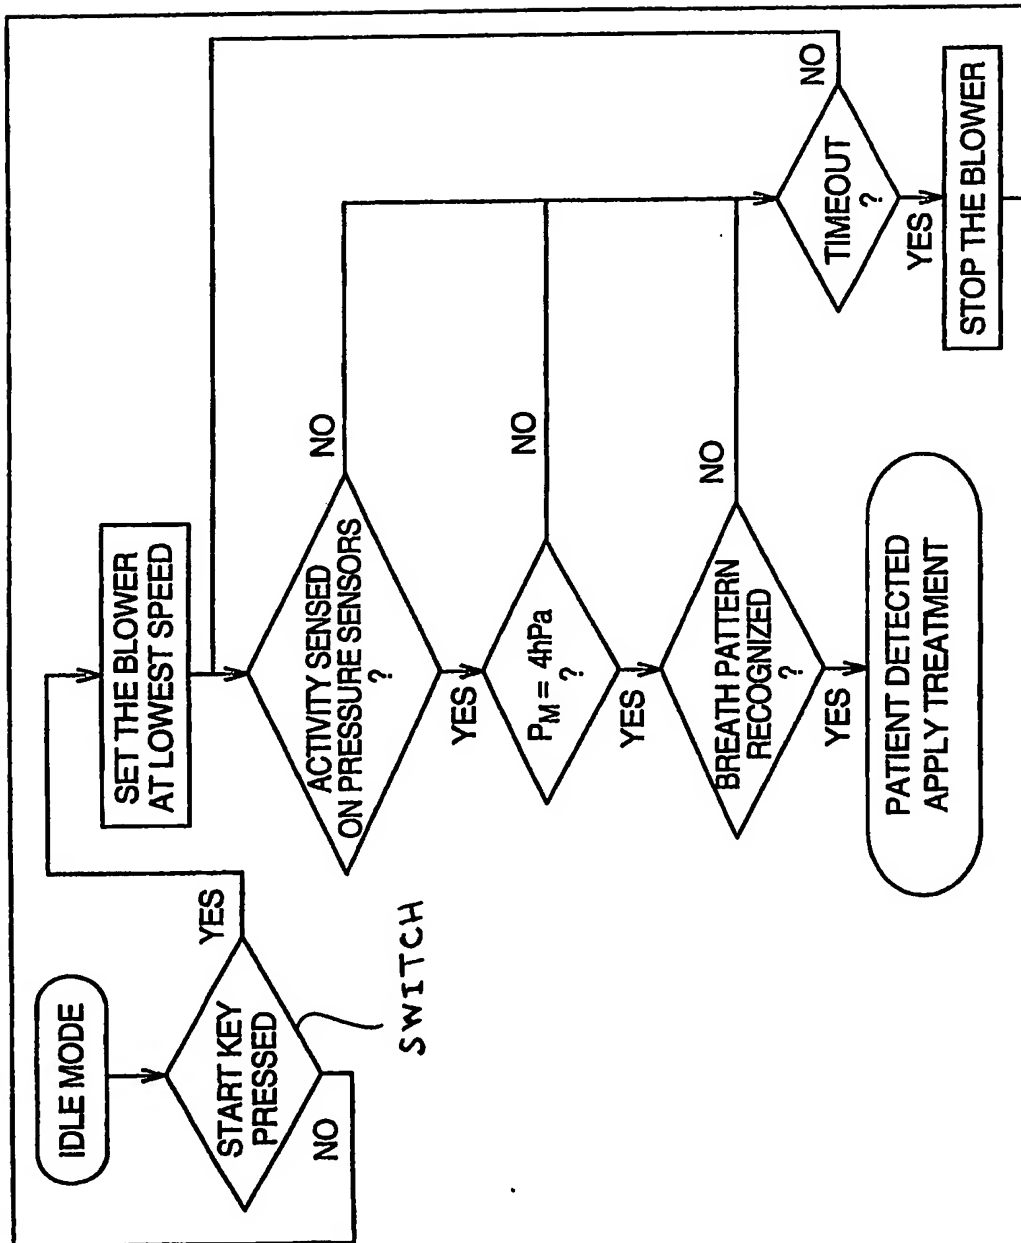 IDLE MODE
START KEY
PRESSED
YES
NO
SWITCH
SET THE BLOWER
AT LOWEST SPEED
ACTIVITY SENSED
ON PRESSURE SENSORS
?
NO
YES
PM = 4hPa
?
NO
YES
BREATH PATTERN
RECOGNIZED
?
NO
YES
PATIENT DETECTED
APPLY TREATMENT
TIMEOUT
?
NO
YES
STOP THE BLOWER